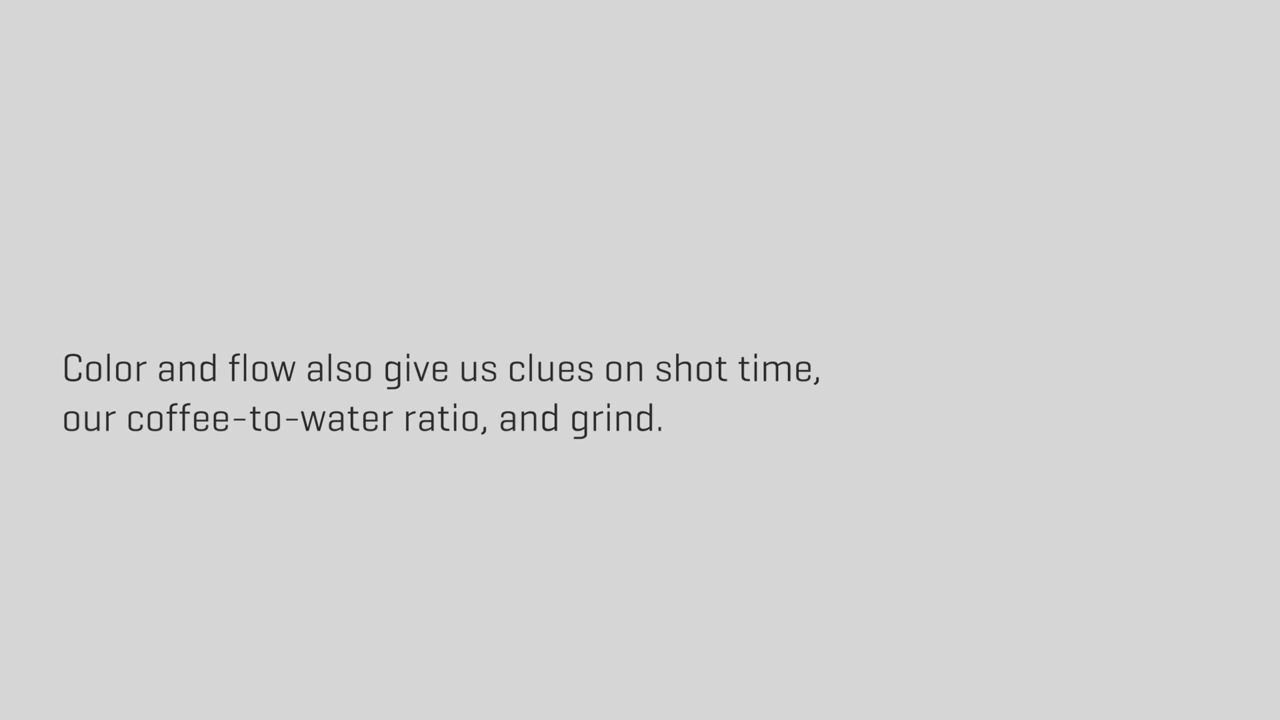 Color and flow also give us clues on shot time,
our coffee-to-water ratio, and grind.